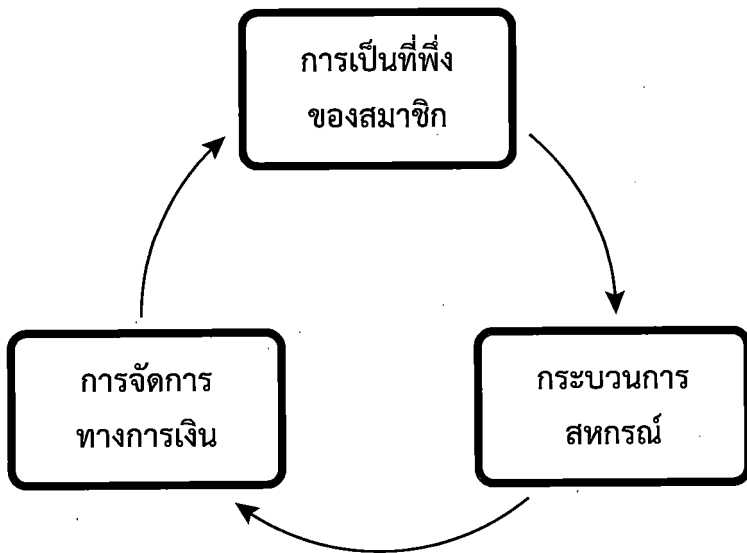 การเป็นที่พึ่ง
ของสมาชิก
การจัดการ
ทางการเงิน
กระบวนการ
สหกรณ์